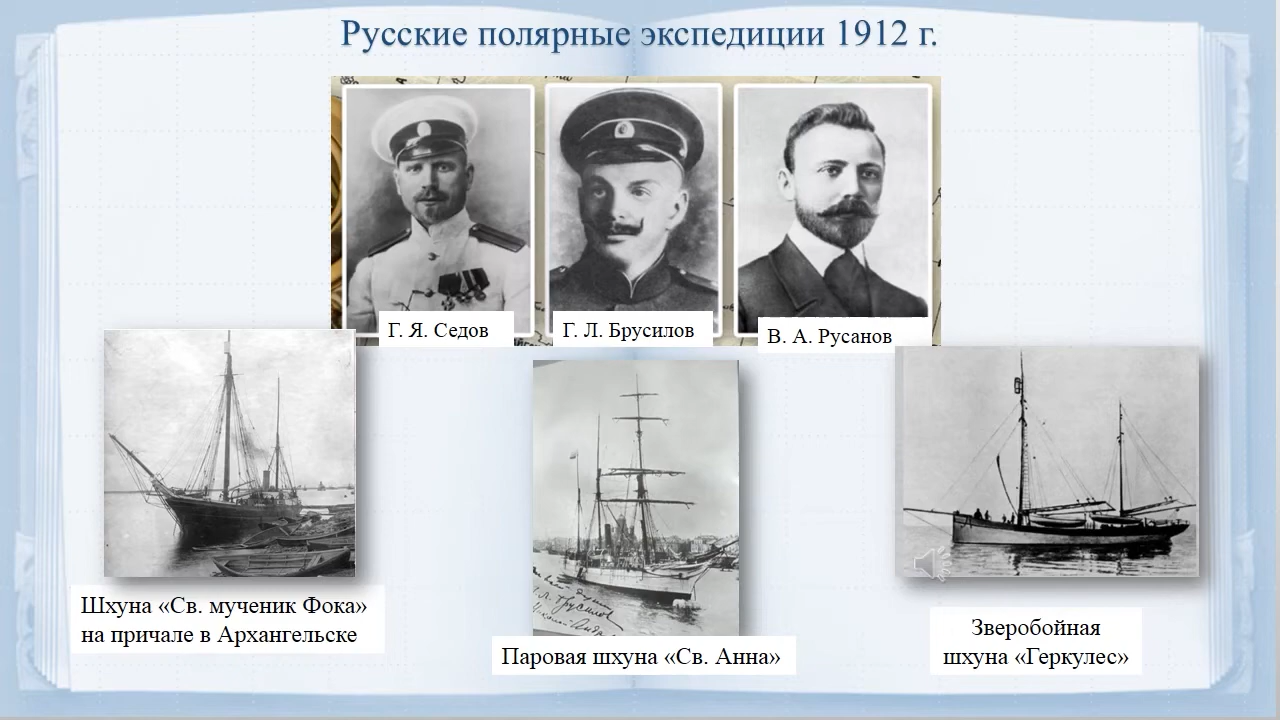 Русские полярные экспедиции 1912 г.
Г. Я. Седов
Г. Л. Брусилов
В. А. Русанов
Шхуна «Св. мученик Фока»
на причале в Архангельске
Паровая шхуна «Св. Анна»
Зверобойная
шхуна «Геркулес»